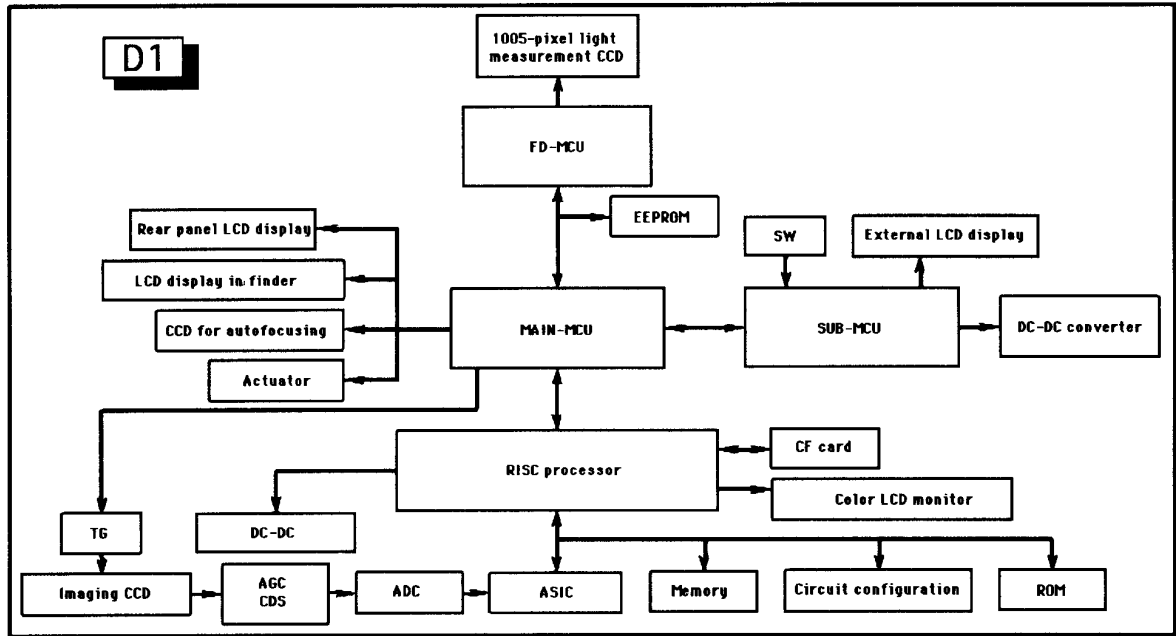 D1
1005-pixel light
measurement CCD
FD-MCU
EEPROM
Rear panel LCD display
LCD display in finder
CCD for autofocusing
Actuator
MAIN-MCU
SW
External LCD display
SUB-MCU
DC-DC converter
RISC processor
CF card
Color LCD monitor
TG
DC-DC
Imaging CCD
AGC
CDS
ADC
ASIC
Memory
Circuit configuration
ROM